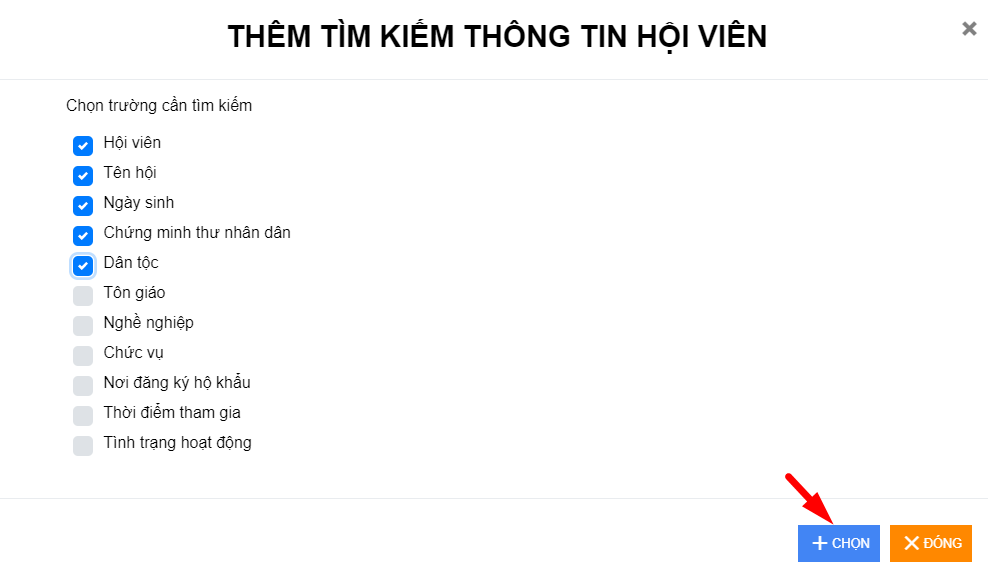 THÊM TÌM KIẾM THÔNG TIN HỘI VIÊN
Chọn trường cần tìm kiếm
Hội viên
Tên hội
Ngày sinh
Chứng minh thư nhân dân
Dân tộc
Tôn giáo
Nghề nghiệp
Chức vụ
Nơi đăng ký hộ khẩu
Thời điểm tham gia
Tình trạng hoạt động
CHỌN
ĐÓNG